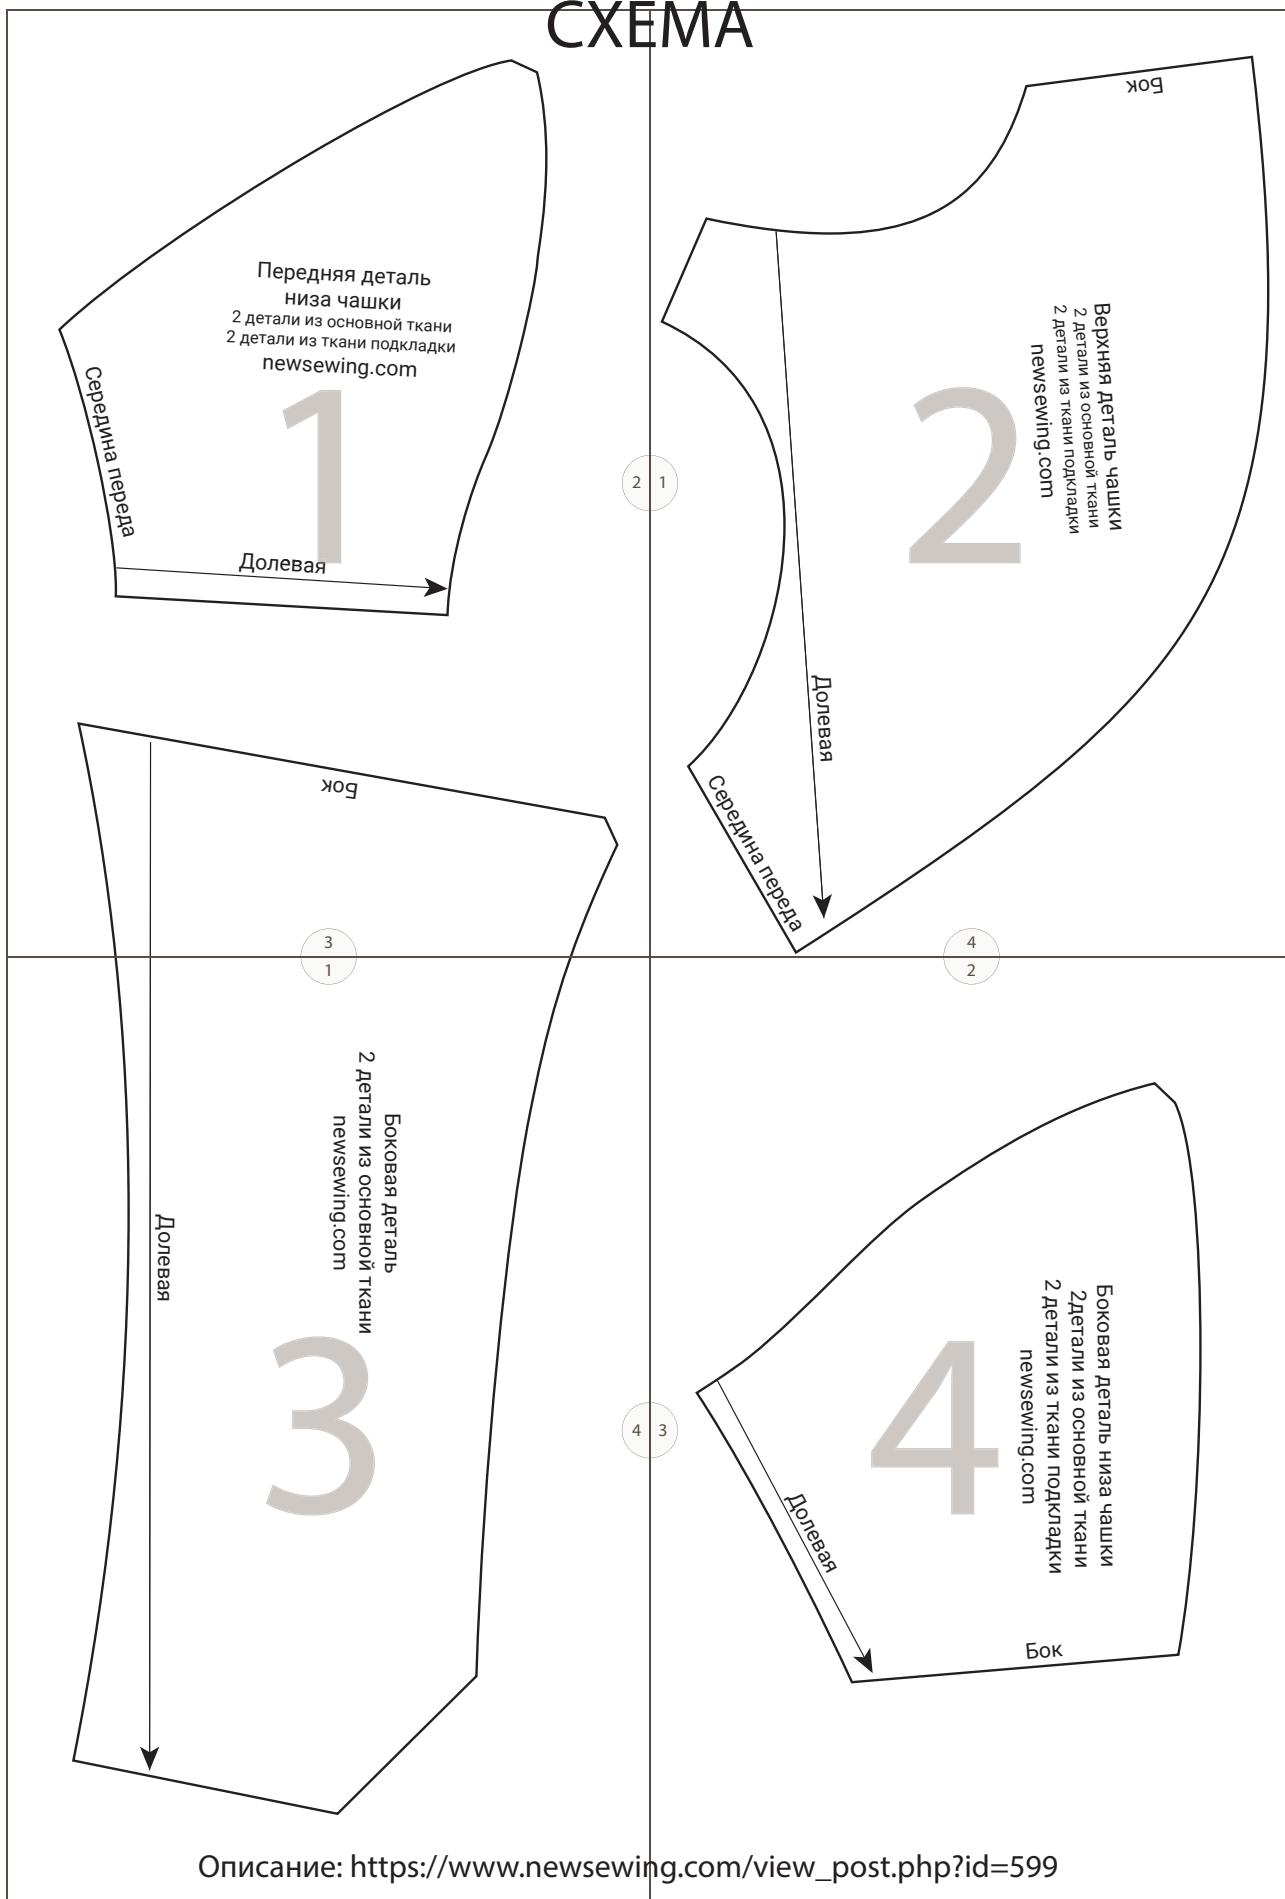 СХЕМА
Передняя деталь
низа чашки
2 детали из основной ткани
2 детали из ткани подкладки
newsewing.com
1
Середина переда
Долевая
Бок
Верхняя деталь чашки
2 детали из основной ткани
2 детали из ткани подкладки
newsewing.com
2
Долевая
Середина переда
2 1
Бок
3
1
4
2
Боковая деталь
2 детали из основной ткани
newsewing.com
3
Долевая
4 3
Боковая деталь низа чашки
2детали из основной ткани
2 детали из ткани подкладки
newsewing.com
4
Долевая
Бок
Описание: https://www.newsewing.com/view_post.php?id=599